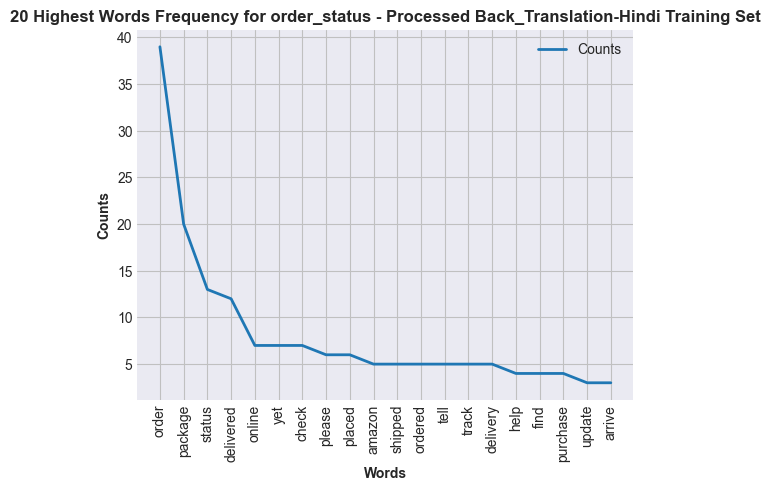 20 Highest Words Frequency for order_status - Processed Back_Translation-Hindi Training Set
Counts
40
35
30
25
20
15
10
5
Counts
order
package
status
delivered
online
yet
check
please
placed
amazon
shipped
ordered
tell
track
delivery
help
find
purchase
update
arrive
Words